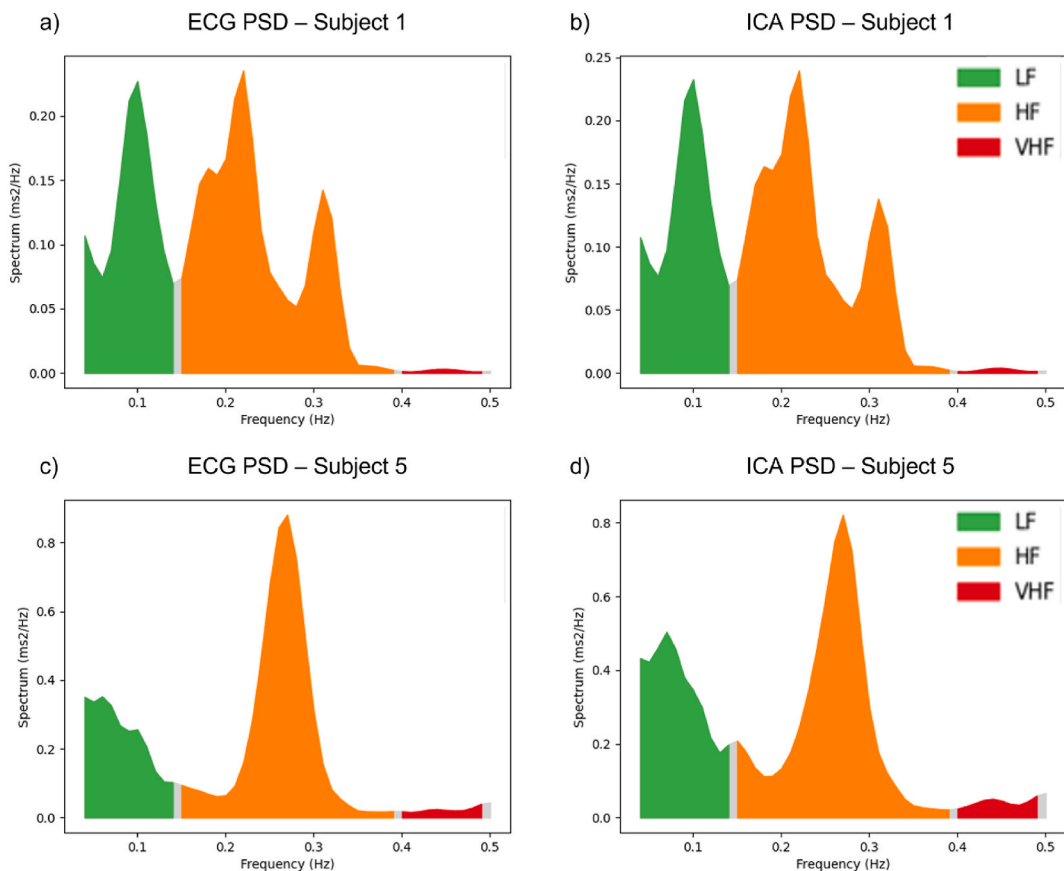 a) ECG PSD – Subject 1
Spectrum (ms2/Hz)
0.20
0.15
0.10
0.05
0.00
0.1 0.2 0.3 0.4 0.5
Frequency (Hz)
b) ICA PSD – Subject 1
LF
HF
VHF
Spectrum (ms2/Hz)
0.25
0.20
0.15
0.10
0.05
0.00
0.1 0.2 0.3 0.4 0.5
Frequency (Hz)
c) ECG PSD – Subject 5
Spectrum (ms2/Hz)
0.8
0.6
0.4
0.2
0.0
0.1 0.2 0.3 0.4 0.5
Frequency (Hz)
d) ICA PSD – Subject 5
LF
HF
VHF
Spectrum (ms2/Hz)
0.8
0.6
0.4
0.2
0.0
0.1 0.2 0.3 0.4 0.5
Frequency (Hz)